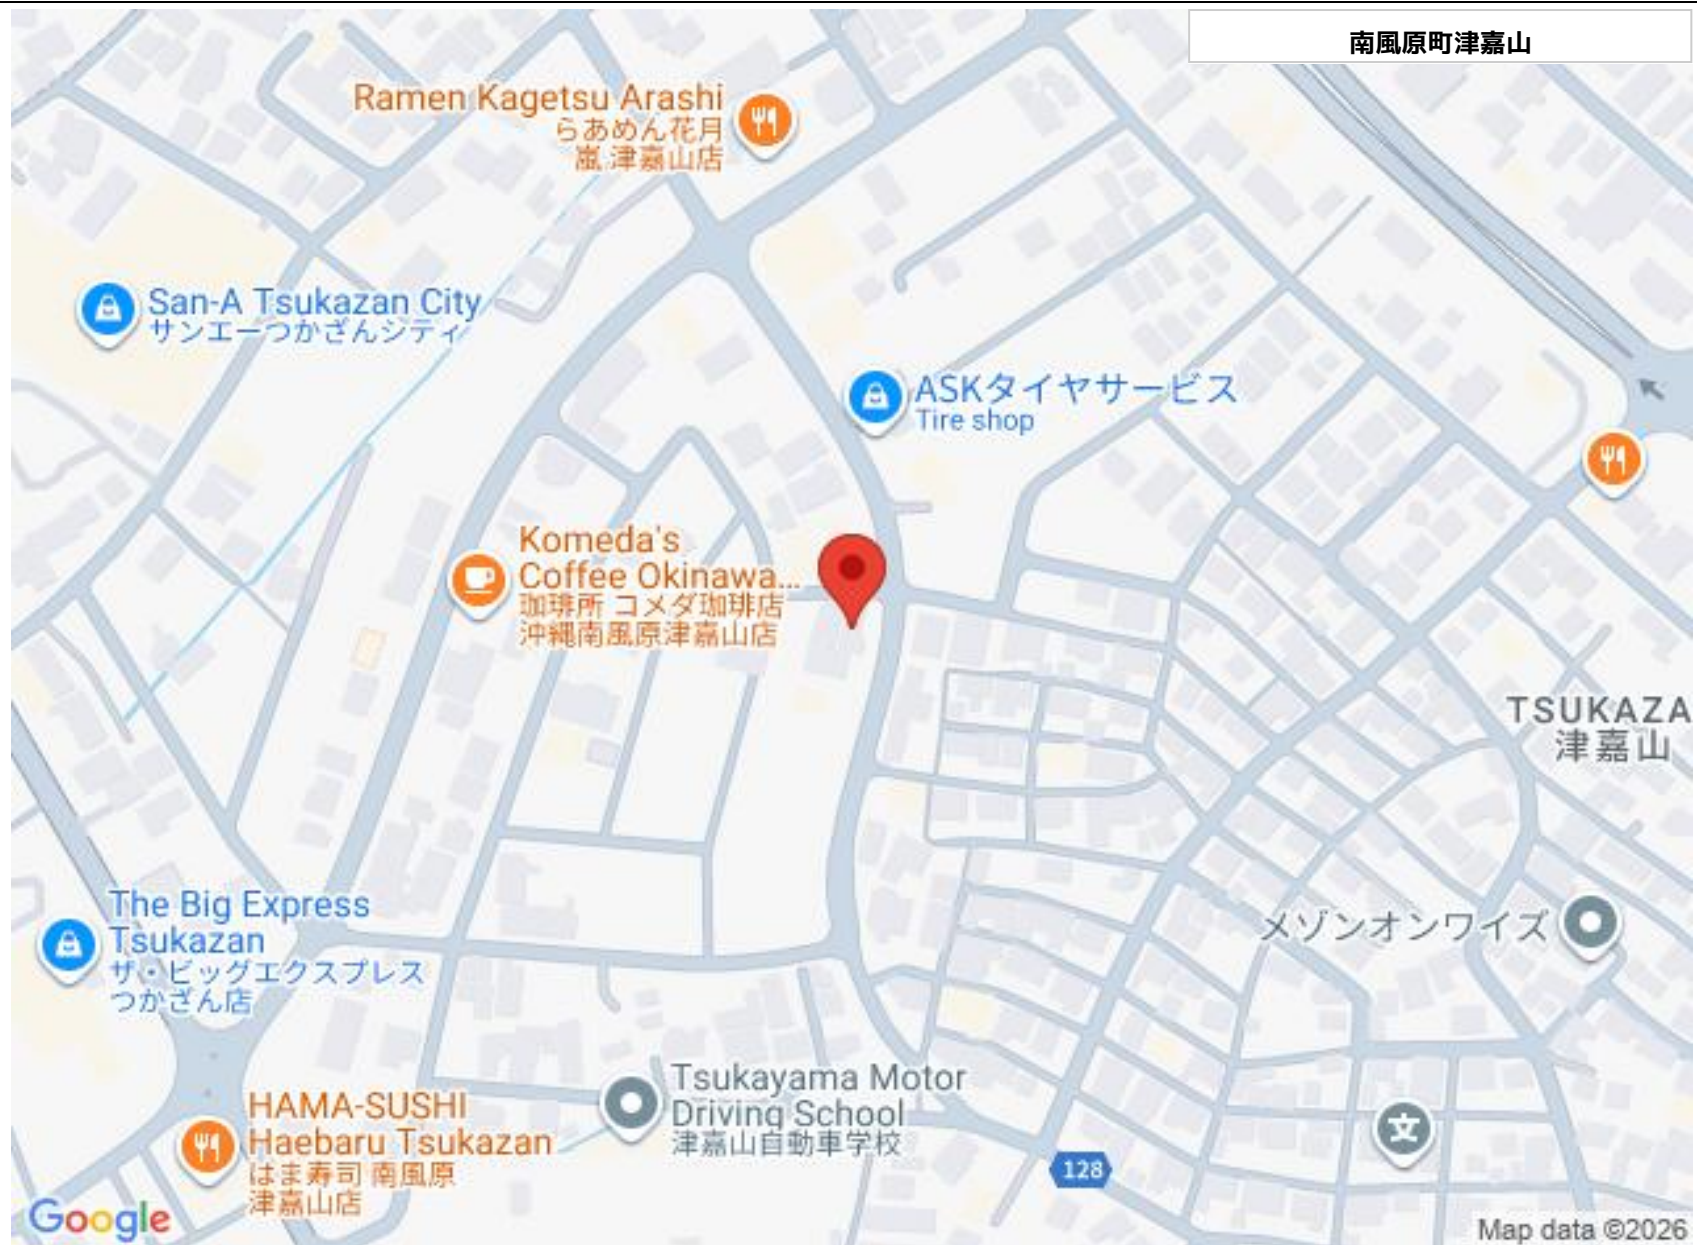 南風原町津嘉山
Ramen Kagetsu Arashi
らあめん花月
嵐 津嘉山店
San-A Tsukazan City
サンエーつかざんシティ
ASKタイヤサービス
Tire shop
Komeda's
Coffee Okinawa...
珈琲所 コメダ珈琲店
沖縄南風原津嘉山店
TSUKAZA
津嘉山
The Big Express
Tsukazan
ザ・ビッグエクスプレス
つかざん店
メゾンオンワイズ
HAMA-SUSHI
Haebaru Tsukazan
はま寿司 南風原
津嘉山店
Tsukayama Motor
Driving School
津嘉山自動車学校
文
128
Google
Map data ©2026